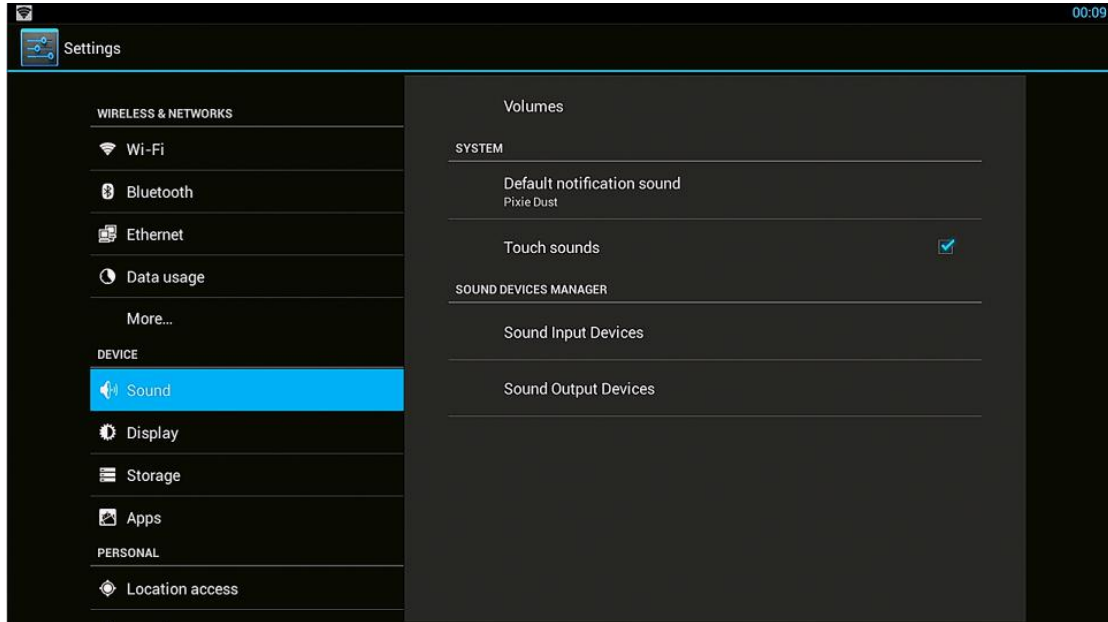 00:09
Settings
WIRELESS & NETWORKS
Wi-Fi
Bluetooth
Ethernet
Data usage
More...
DEVICE
Sound
Display
Storage
Apps
PERSONAL
Location access
Volumes
SYSTEM
Default notification sound
Pixie Dust
Touch sounds
SOUND DEVICES MANAGER
Sound Input Devices
Sound Output Devices